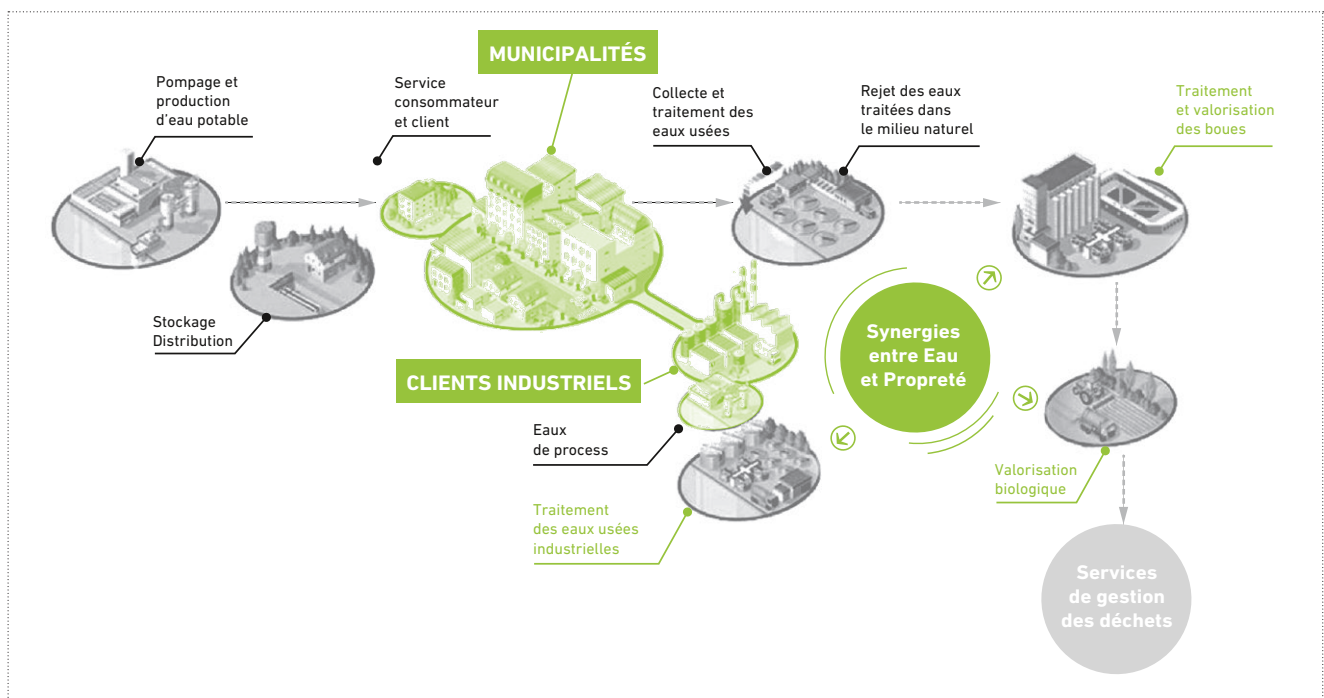 MUNICIPALITÉS
Pompage et
production
d'eau potable
Service
consommateur
et client
Collecte et
traitement des
eaux usées
Rejet des eaux
traitées dans
le milieu naturel
Traitement
et valorisation
des boues
Stockage
Distribution
Synergies
entre Eau
et Propreté
CLIENTS INDUSTRIELS
Eaux
de process
Valorisation
biologique
Traitement
des eaux usées
industrielles
Services
de gestion
des déchets